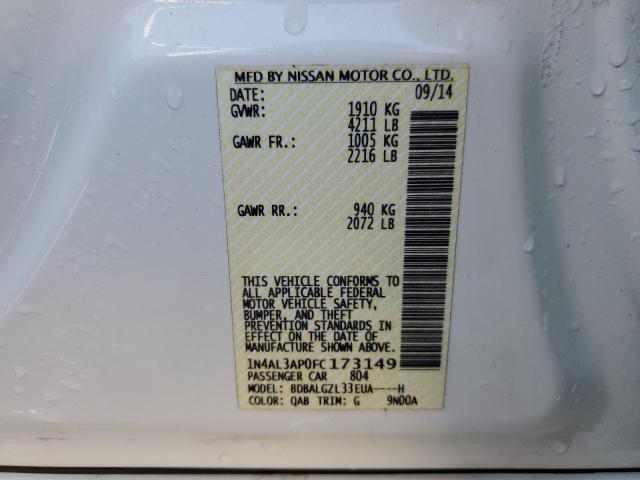 MFD BY NISSAN MOTOR CO., LTD.
DATE: 09/14
GVWR: 1910 KG
4211 LB
GAWR FR.: 1005 KG
2216 LB
GAWR RR.: 940 KG
2072 LB
THIS VEHICLE CONFORMS TO
ALL APPLICABLE FEDERAL
MOTOR VEHICLE SAFETY,
BUMPER, AND THEFT
PREVENTION STANDARDS IN
EFFECT ON THE DATE OF
MANUFACTURE SHOWN ABOVE.
1N4AL3AP0FC173149
PASSENGER CAR 804
MODEL: BDBALGZL33EUA----H
COLOR: QAB TRIM: G 9N00A